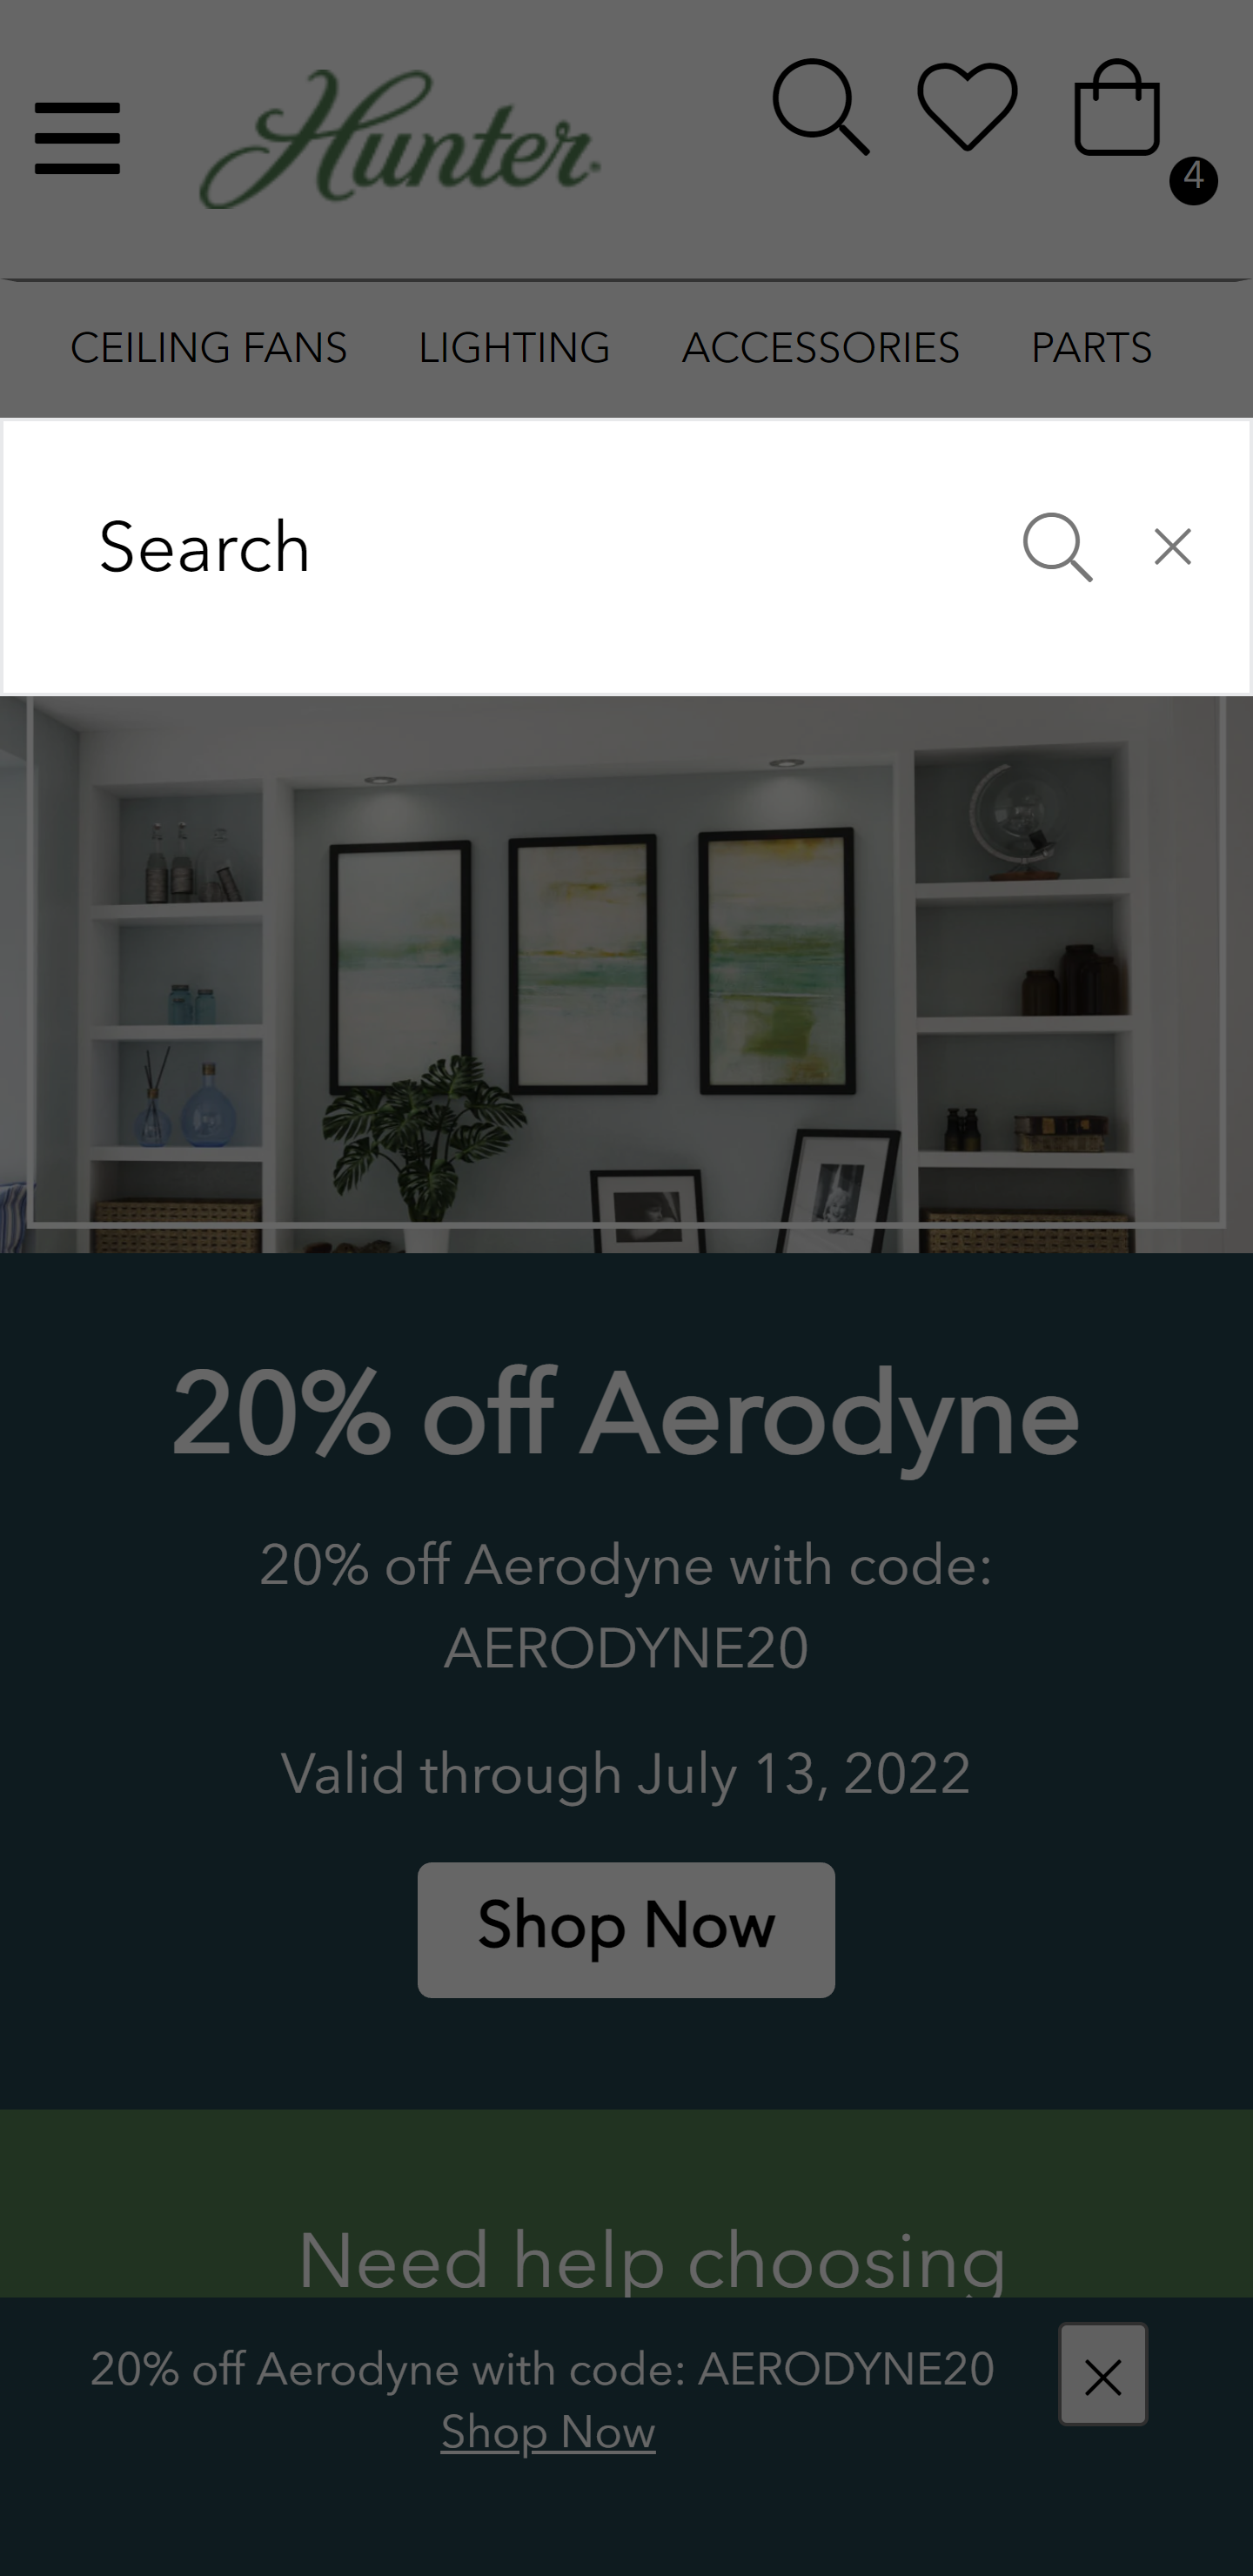 Hunter
4
CEILING FANS LIGHTING ACCESSORIES PARTS
Search
20% off Aerodyne
20% off Aerodyne with code:
AERODYNE20
Valid through July 13, 2022
Shop Now
Need help choosing
20% off Aerodyne with code: AERODYNE20
Shop Now